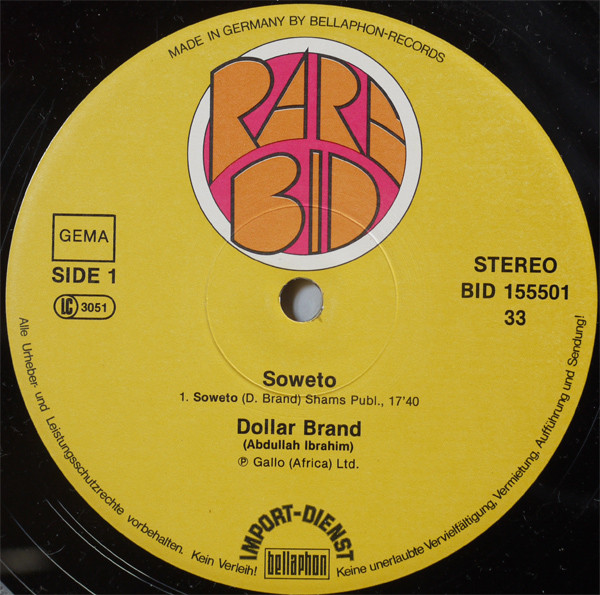 MADE IN GERMANY BY BELLAPHON-RECORDS
RARE
BID
GEMA
SIDE 1
LC 3051
STEREO
BID 155501
33
Soweto
1. Soweto (D. Brand) Shams Publ., 17'40
Dollar Brand
(Abdullah Ibrahim)
℗ Gallo (Africa) Ltd.
IMPORT-DIENST
bellaphon
Alle Urheber- und Leistungsschutzrechte vorbehalten. Kein Verleih! Keine unerlaubte Vervielfältigung, Vermietung, Aufführung und Sendung!